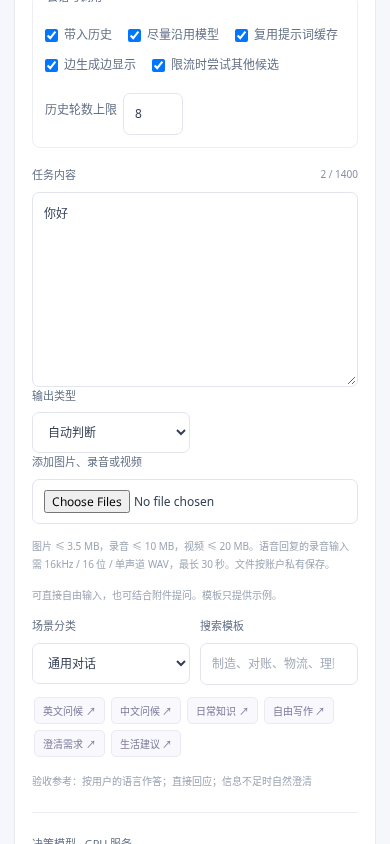 带入历史 尽量沿用模型 复用提示词缓存
边生成边显示 限流时尝试其他候选
历史轮数上限 8
任务内容 2 / 1400
你好
输出类型
自动判断
添加图片、录音或视频
Choose Files No file chosen
图片 ≤ 3.5 MB，录音 ≤ 10 MB，视频 ≤ 20 MB。语音回复的录音输入
需 16kHz / 16 位 / 单声道 WAV，最长 30 秒。文件按账户私有保存。
可直接自由输入，也可结合附件提问。模板只提供示例。
场景分类 搜索模板
通用对话 制造、对账、物流、理
英文问候 ↗ 中文问候 ↗ 日常知识 ↗ 自由写作 ↗
澄清需求 ↗ 生活建议 ↗
验收参考：按用户的语言作答；直接回应；信息不足时自然澄清